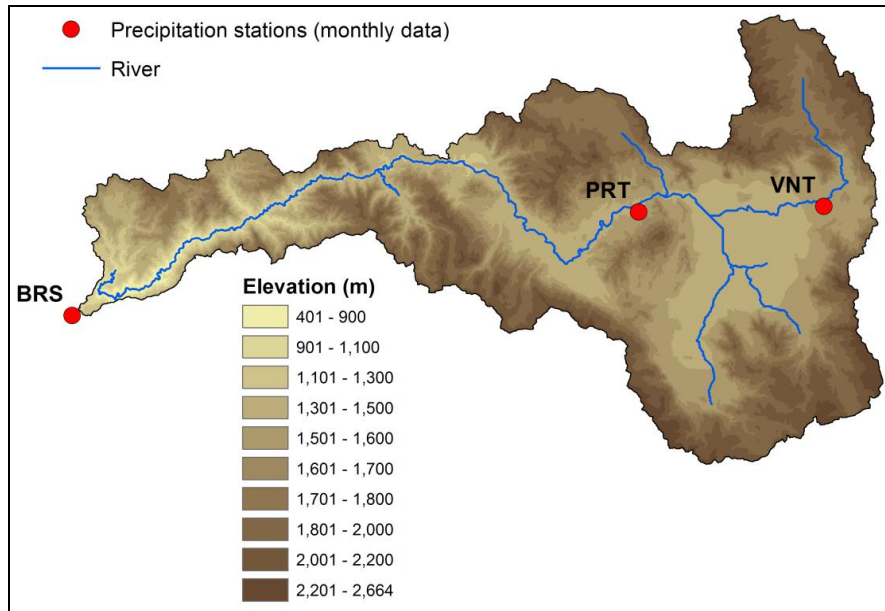 Precipitation stations (monthly data)
River
PRT
VNT
BRS
Elevation (m)
401 - 900
901 - 1,100
1,101 - 1,300
1,301 - 1,500
1,501 - 1,600
1,601 - 1,700
1,701 - 1,800
1,801 - 2,000
2,001 - 2,200
2,201 - 2,664